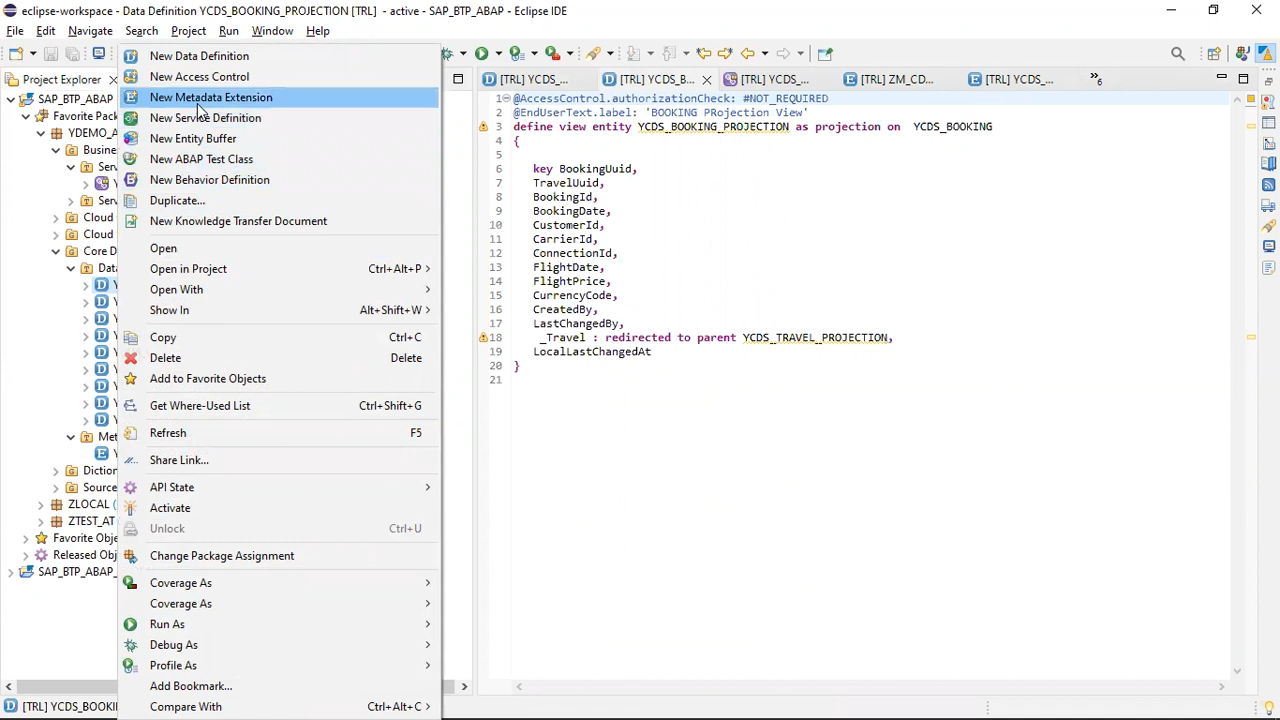 eclipse-workspace - Data Definition YCDS_BOOKING_PROJECTION [TRL] - active - SAP_BTP_ABAP - Eclipse IDE
File Edit Navigate Search Project Run Window Help
Project Explorer
SAP_BTP_ABAP
Favorite Pack
YDEMO_A
Busine
Serv
Y
Serv
Cloud
Cloud
Core D
Data
Met
Diction
Source
ZLOCAL (
ZTEST_AT
Favorite Obje
Released Obj
SAP_BTP_ABAP_
New Data Definition
New Access Control
New Metadata Extension
New Service Definition
New Entity Buffer
New ABAP Test Class
New Behavior Definition
Duplicate...
New Knowledge Transfer Document
Open
Open in Project Ctrl+Alt+P
Open With
Show In Alt+Shift+W
Copy Ctrl+C
Delete Delete
Add to Favorite Objects
Get Where-Used List Ctrl+Shift+G
Refresh F5
Share Link...
API State
Activate
Unlock Ctrl+U
Change Package Assignment
Coverage As
Coverage As
Run As
Debug As
Profile As
Add Bookmark...
Compare With Ctrl+Alt+C
[TRL] YCDS_... [TRL] YCDS_B... [TRL] YCDS_... [TRL] ZM_CD... [TRL] YCDS_... »6
1 @AccessControl.authorizationCheck: #NOT_REQUIRED
2 @EndUserText.label: 'BOOKING PRojection View'
3 define view entity YCDS_BOOKING_PROJECTION as projection on YCDS_BOOKING
4 {
5
6 key BookingUuid,
7 TravelUuid,
8 BookingId,
9 BookingDate,
10 CustomerId,
11 CarrierId,
12 ConnectionId,
13 FlightDate,
14 FlightPrice,
15 CurrencyCode,
16 CreatedBy,
17 LastChangedBy,
18 _Travel : redirected to parent YCDS_TRAVEL_PROJECTION,
19 LocalLastChangedAt
20 }
21
[TRL] YCDS_BOOKI